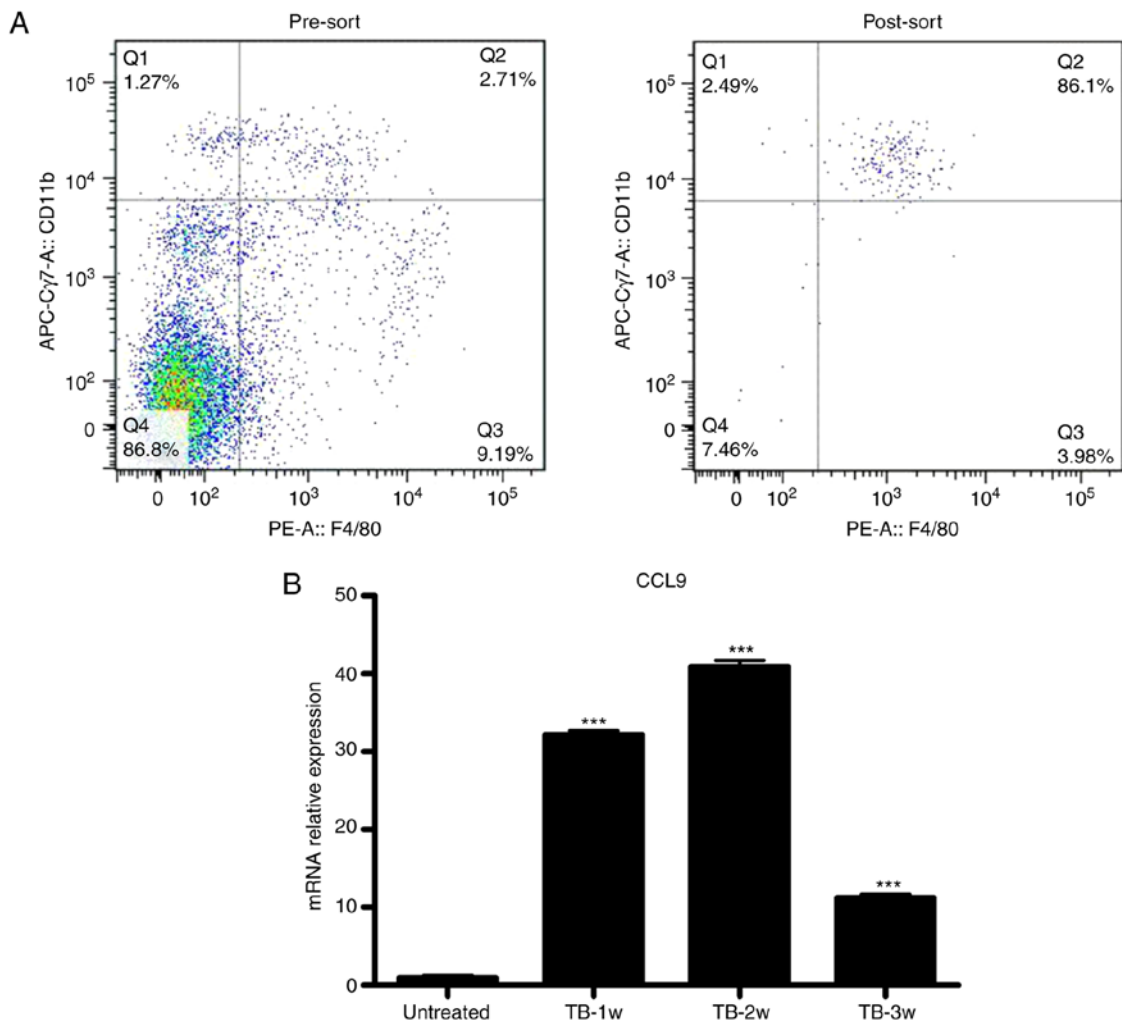 A
Pre-sort
Post-sort
Q1
1.27%
Q2
2.71%
Q4
86.8%
Q3
9.19%
10⁵
10⁴
10³
10²
0
APC-Cγ7-A:: CD11b
0
10²
10³
10⁴
10⁵
PE-A:: F4/80
Q1
2.49%
Q2
86.1%
Q4
7.46%
Q3
3.98%
10⁵
10⁴
10³
10²
0
APC-Cγ7-A:: CD11b
0
10²
10³
10⁴
10⁵
PE-A:: F4/80
B
CCL9
50
40
30
20
10
0
mRNA relative expression
***
***
***
Untreated
TB-1w
TB-2w
TB-3w